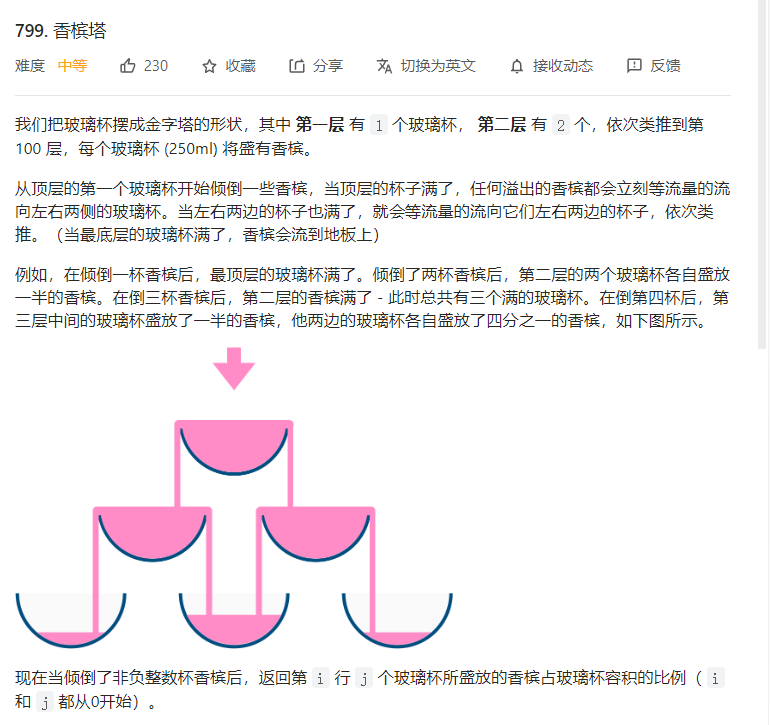 799. 香槟塔
难度 中等 230 收藏 分享 切换为英文 接收动态 反馈
我们把玻璃杯摆成金字塔的形状，其中 第一层 有 1 个玻璃杯， 第二层 有 2 个，依次类推到第
100 层，每个玻璃杯 (250ml) 将盛有香槟。
从顶层的第一个玻璃杯开始倾倒一些香槟，当顶层的杯子满了，任何溢出的香槟都会立刻等流量的流
向左右两侧的玻璃杯。当左右两边的杯子也满了，就会等流量的流向它们左右两边的杯子，依次类
推。（当最底层的玻璃杯满了，香槟会流到地板上）
例如，在倾倒一杯香槟后，最顶层的玻璃杯满了。倾倒了两杯香槟后，第二层的两个玻璃杯各自盛放
一半的香槟。在倒三杯香槟后，第二层的香槟满了 - 此时总共有三个满的玻璃杯。在倒第四杯后，第
三层中间的玻璃杯盛放了一半的香槟，他两边的玻璃杯各自盛放了四分之一的香槟，如下图所示。
现在当倾倒了非负整数杯香槟后，返回第 i 行 j 个玻璃杯所盛放的香槟占玻璃杯容积的比例（ i
和 j 都从0开始）。